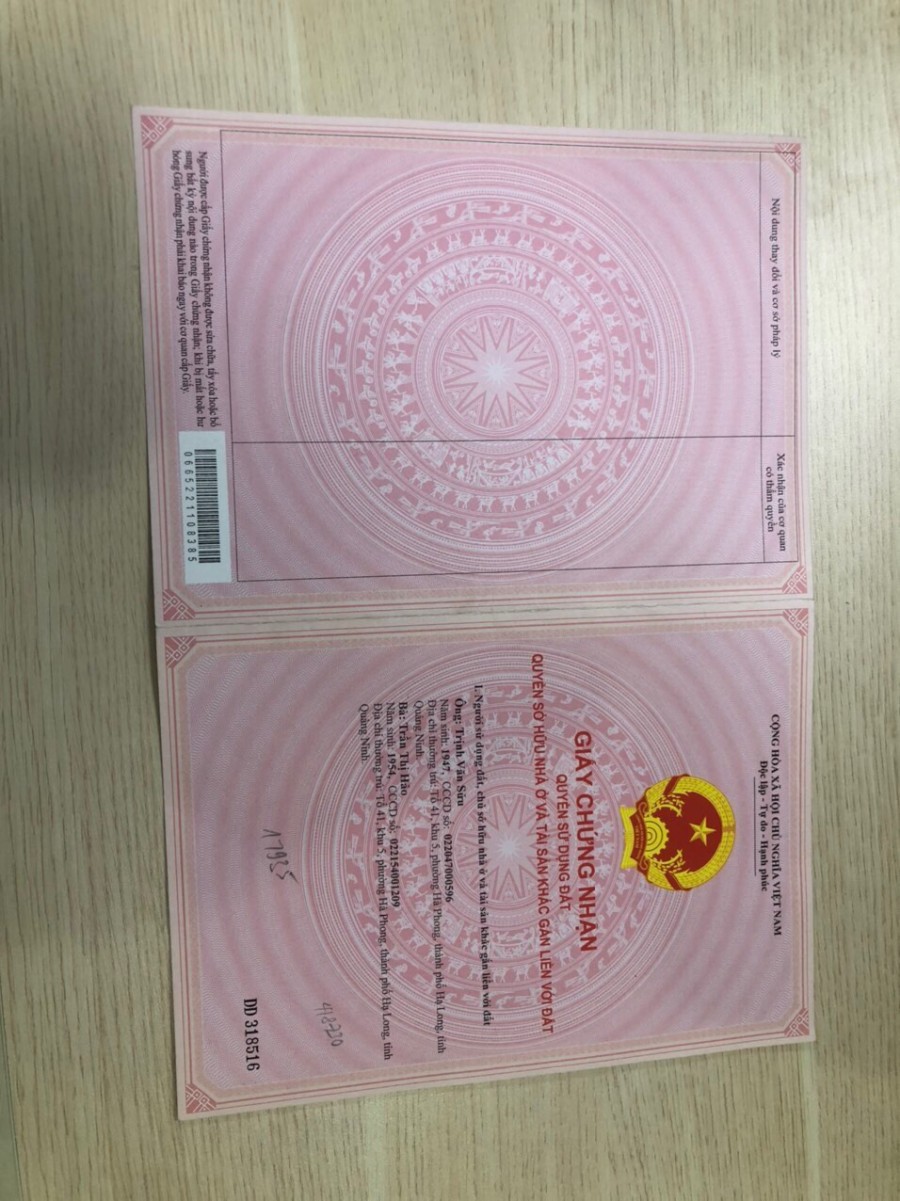 Nội dung thay đổi và cơ sở pháp lý
Xác nhận của cơ quan
có thẩm quyền
Người được cấp Giấy chứng nhận không được sửa chữa, tẩy xóa hoặc bổ
sung bất kỳ nội dung nào trong Giấy chứng nhận; khi bị mất hoặc hư
hỏng Giấy chứng nhận phải khai báo ngay với cơ quan cấp Giấy.
0665221108385
CỘNG HÒA XÃ HỘI CHỦ NGHĨA VIỆT NAM
Độc lập - Tự do - Hạnh phúc
GIẤY CHỨNG NHẬN
QUYỀN SỬ DỤNG ĐẤT
QUYỀN SỞ HỮU NHÀ Ở VÀ TÀI SẢN KHÁC GẮN LIỀN VỚI ĐẤT
I. Người sử dụng đất, chủ sở hữu nhà ở và tài sản khác gắn liền với đất
Ông: Trịnh Văn Sửu
Năm sinh: 1947, CCCD số: 022047000596
Địa chỉ thường trú: Tổ 41, khu 5, phường Hà Phong, thành phố Hạ Long, tỉnh
Quảng Ninh.
Bà: Trần Thị Hão
Năm sinh: 1954, CCCD số: 022154001209
Địa chỉ thường trú: Tổ 41, khu 5, phường Hà Phong, thành phố Hạ Long, tỉnh
Quảng Ninh.
17935
DD 318516